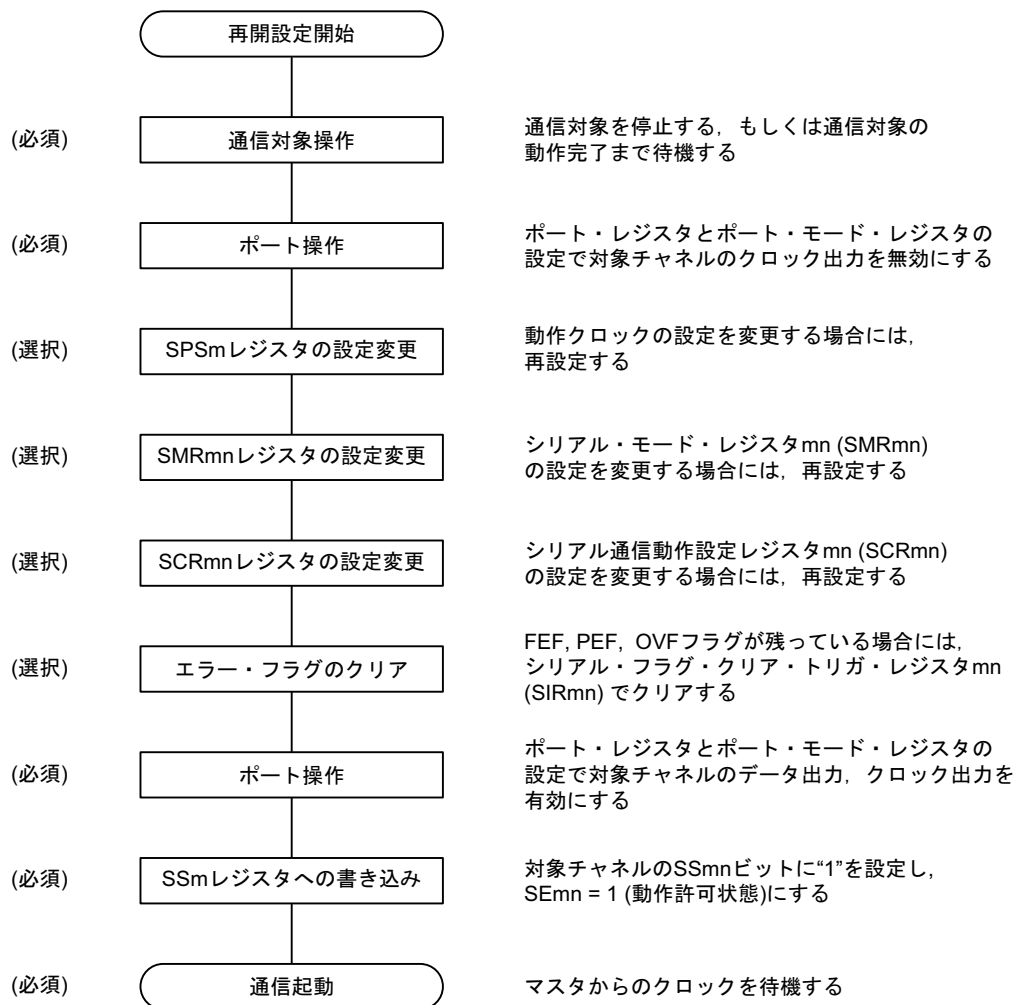 再開設定開始
(必須)
通信対象操作
通信対象を停止する，もしくは通信対象の
動作完了まで待機する
(必須)
ポート操作
ポート・レジスタとポート・モード・レジスタの
設定で対象チャネルのクロック出力を無効にする
(選択)
SPSmレジスタの設定変更
動作クロックの設定を変更する場合には，
再設定する
(選択)
SMRmnレジスタの設定変更
シリアル・モード・レジスタmn (SMRmn)
の設定を変更する場合には，再設定する
(選択)
SCRmnレジスタの設定変更
シリアル通信動作設定レジスタmn (SCRmn)
の設定を変更する場合には，再設定する
(選択)
エラー・フラグのクリア
FEF, PEF，OVFフラグが残っている場合には，
シリアル・フラグ・クリア・トリガ・レジスタmn
(SIRmn) でクリアする
(必須)
ポート操作
ポート・レジスタとポート・モード・レジスタの
設定で対象チャネルのデータ出力，クロック出力を
有効にする
(必須)
SSmレジスタへの書き込み
対象チャネルのSSmnビットに“1”を設定し，
SEmn = 1 (動作許可状態)にする
(必須)
通信起動
マスタからのクロックを待機する